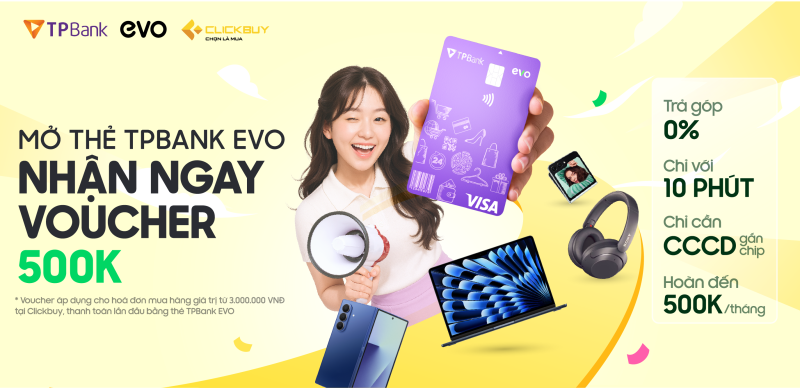 TPBank evo CLICKBUY
CHỌN LÀ MUA
MỞ THẺ TPBANK EVO
NHẬN NGAY
VOUCHER
500K
* Voucher áp dụng cho hoá đơn mua hàng giá trị từ 3.000.000 VNĐ
tại Clickbuy, thanh toán lần đầu bằng thẻ TPBank EVO
TPBank evo
24
VISA
Trả góp
0%
Chỉ với
10 PHÚT
Chỉ cần
CCCD gắn chip
Hoàn đến
500K/tháng